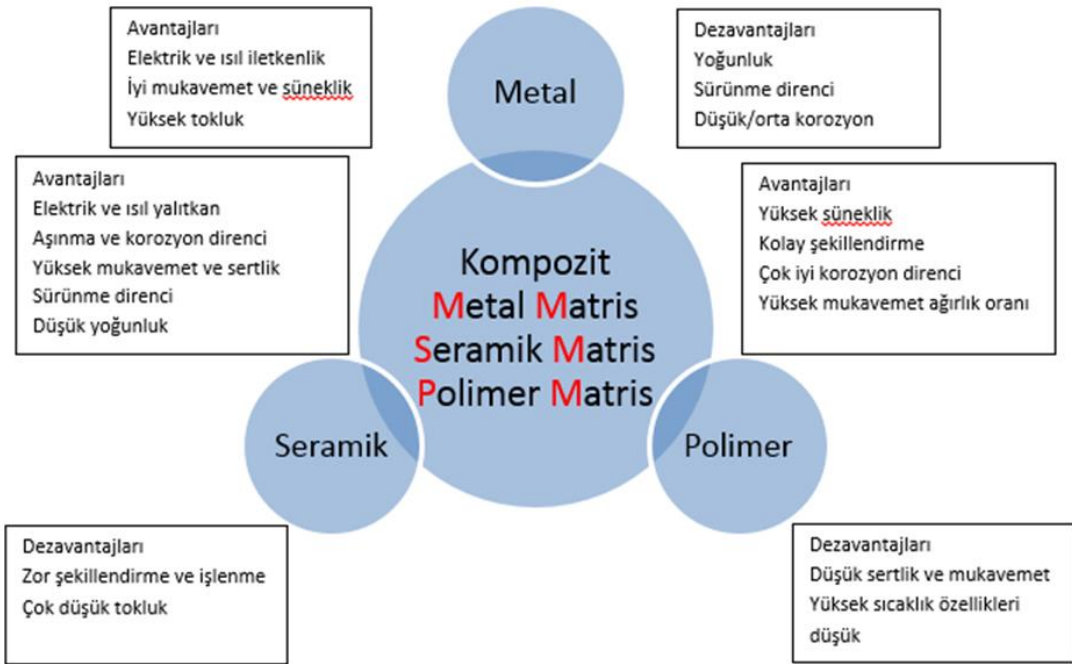 Avantajları
Elektrik ve ısıl iletkenlik
İyi mukavemet ve süneklik
Yüksek tokluk
Metal
Dezavantajları
Yoğunluk
Sürünme direnci
Düşük/orta korozyon
Avantajları
Elektrik ve ısıl yalıtkan
Aşınma ve korozyon direnci
Yüksek mukavemet ve sertlik
Sürünme direnci
Düşük yoğunluk
Kompozit
Metal Matris
Seramik Matris
Polimer Matris
Avantajları
Yüksek süneklik
Kolay şekillendirme
Çok iyi korozyon direnci
Yüksek mukavemet ağırlık oranı
Seramik
Polimer
Dezavantajları
Zor şekillendirme ve işlenme
Çok düşük tokluk
Dezavantajları
Düşük sertlik ve mukavemet
Yüksek sıcaklık özellikleri
düşük